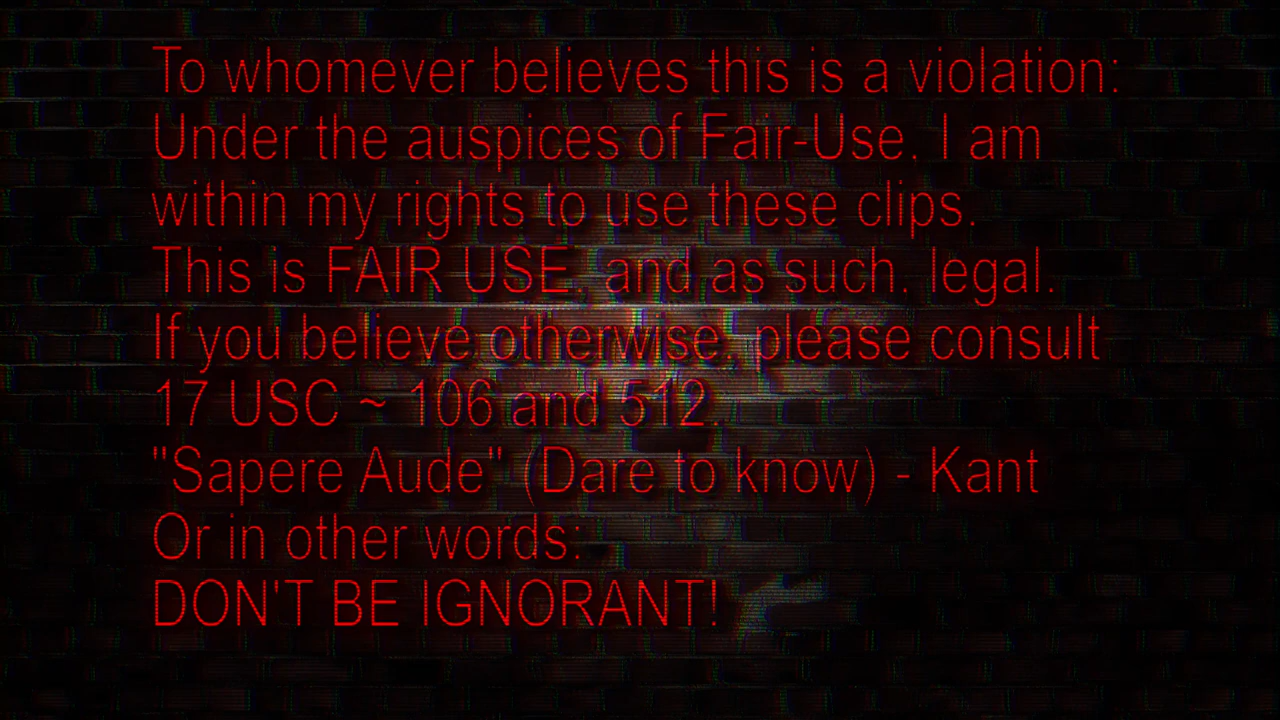 To whomever believes this is a violation:
Under the auspices of Fair-Use. I am
within my rights to use these clips.
This is FAIR USE, and as such, legal.
If you believe otherwise, please consult
17 USC ~ 106 and 512.
"Sapere Aude" (Dare to know) - Kant
Or in other words:
DON'T BE IGNORANT!